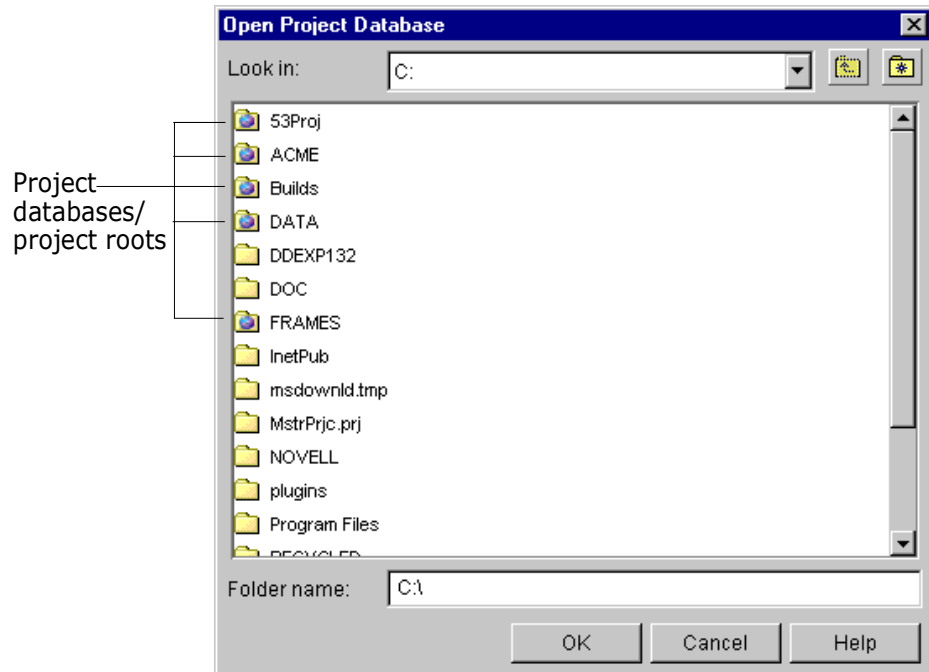 Open Project Database
Look in:
C:
53Proj
ACME
Builds
DATA
DDEXP132
DOC
FRAMES
InetPub
msdownld.tmp
MstrPrjc.prj
NOVELL
plugins
Program Files
Project
databases/
project roots
Folder name:
C:\
OK
Cancel
Help